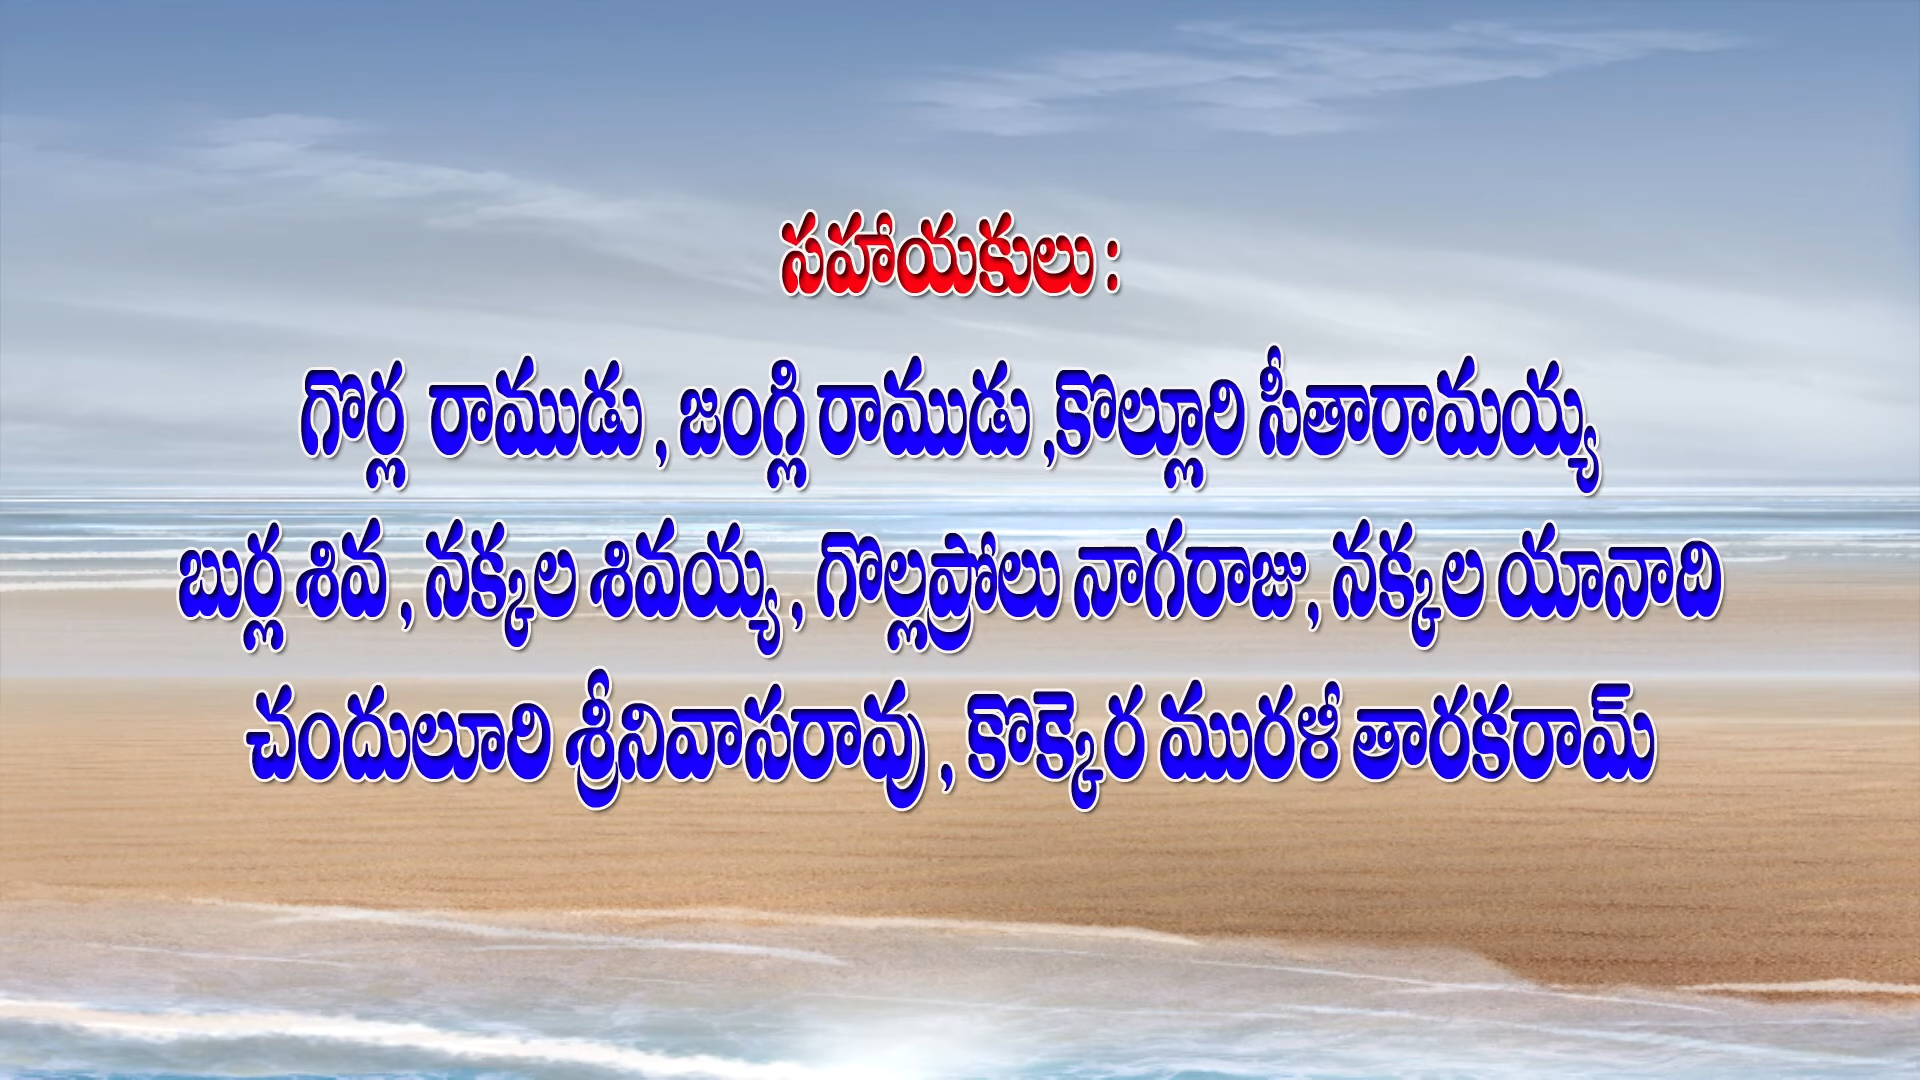 సహాయకులు :
గొర్ల రాముడు , జంగ్లి రాముడు ,కొల్లూరి సీతారామయ్య
బుర్ల శివ , నక్కల శివయ్య , గొల్లప్రోలు నాగరాజు, నక్కల యానాది
చందులూరి శ్రీనివాసరావు , కొక్కెర మురళీ తారకరామ్